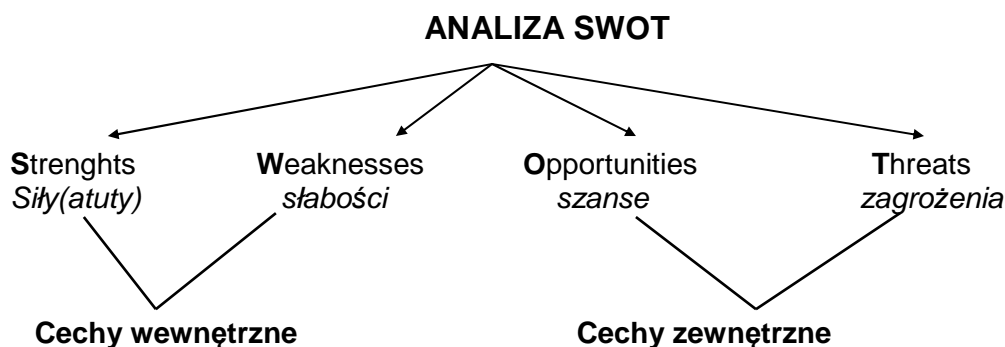 ANALIZA SWOT
Strenghts Weaknesses Opportunities Threats
Siły(atuty) słabości szanse zagrożenia
Cechy wewnętrzne Cechy zewnętrzne